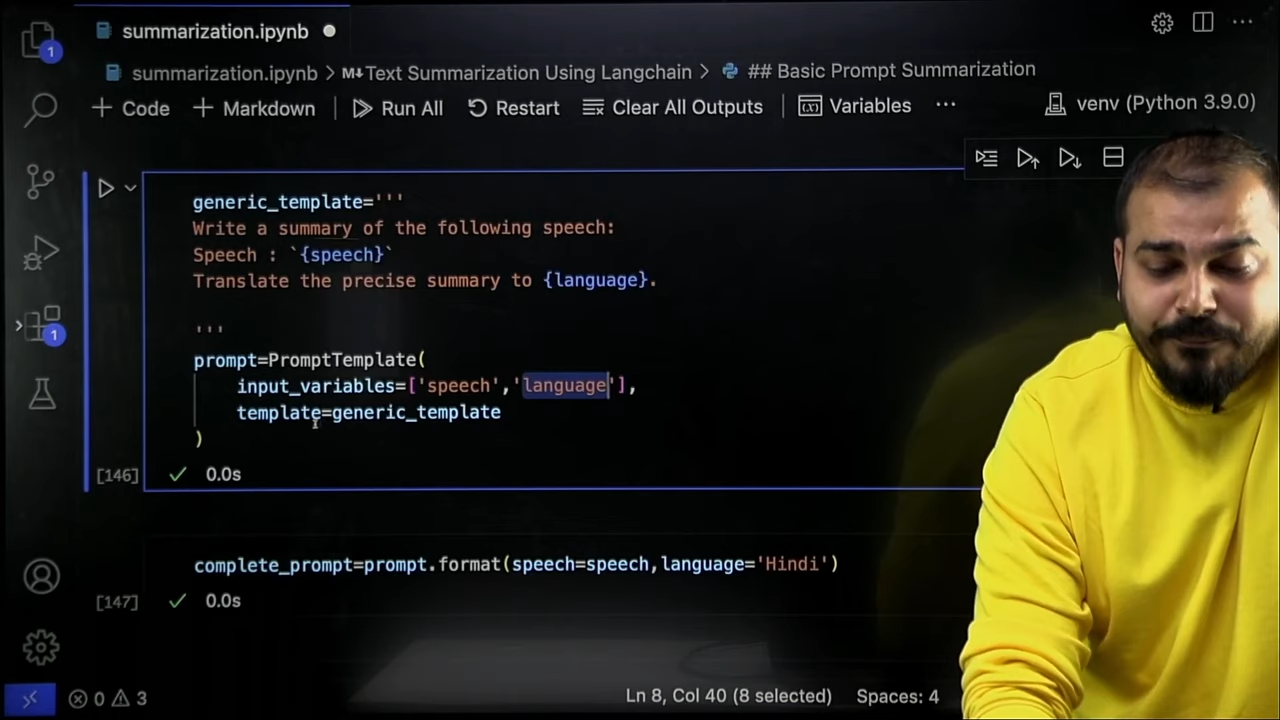 summarization.ipynb
1
summarization.ipynb > Text Summarization Using Langchain > ## Basic Prompt Summarization
+ Code + Markdown | Run All Restart Clear All Outputs | Variables ... venv (Python 3.9.0)
generic_template='''
Write a summary of the following speech:
Speech : `{speech}`
Translate the precise summary to {language}.
'''
1
prompt=PromptTemplate(
input_variables=['speech','language'],
template=generic_template
)
[146] 0.0s
complete_prompt=prompt.format(speech=speech,language='Hindi')
[147] 0.0s
0 3 Ln 8, Col 40 (8 selected) Spaces: 4